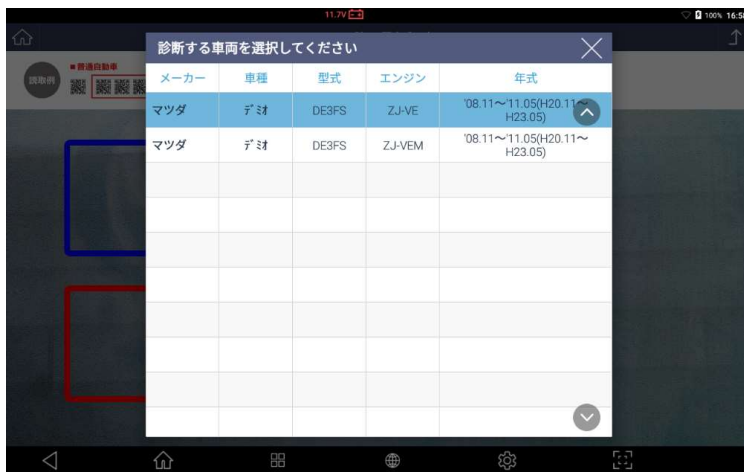 11.7V
100% 16:58
診断する車両を選択してください
■普通自動車
読取例
メーカー 車種 型式 エンジン 年式
マツダ デミオ DE3FS ZJ-VE '08.11〜'11.05(H20.11〜
H23.05)
マツダ デミオ DE3FS ZJ-VEM '08.11〜'11.05(H20.11〜
H23.05)